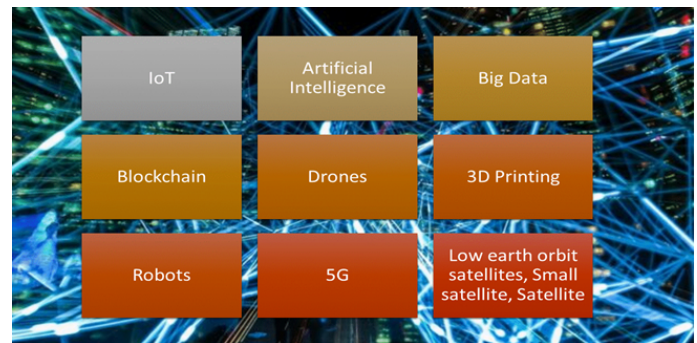 IoT
Artificial
Intelligence
Big Data
Blockchain
Drones
3D Printing
Robots
5G
Low earth orbit
satellites, Small
satellite, Satellite